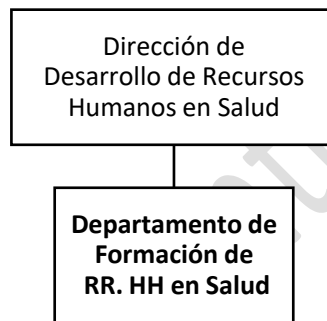 Dirección de
Desarrollo de Recursos
Humanos en Salud
Departamento de
Formación de
RR. HH en Salud